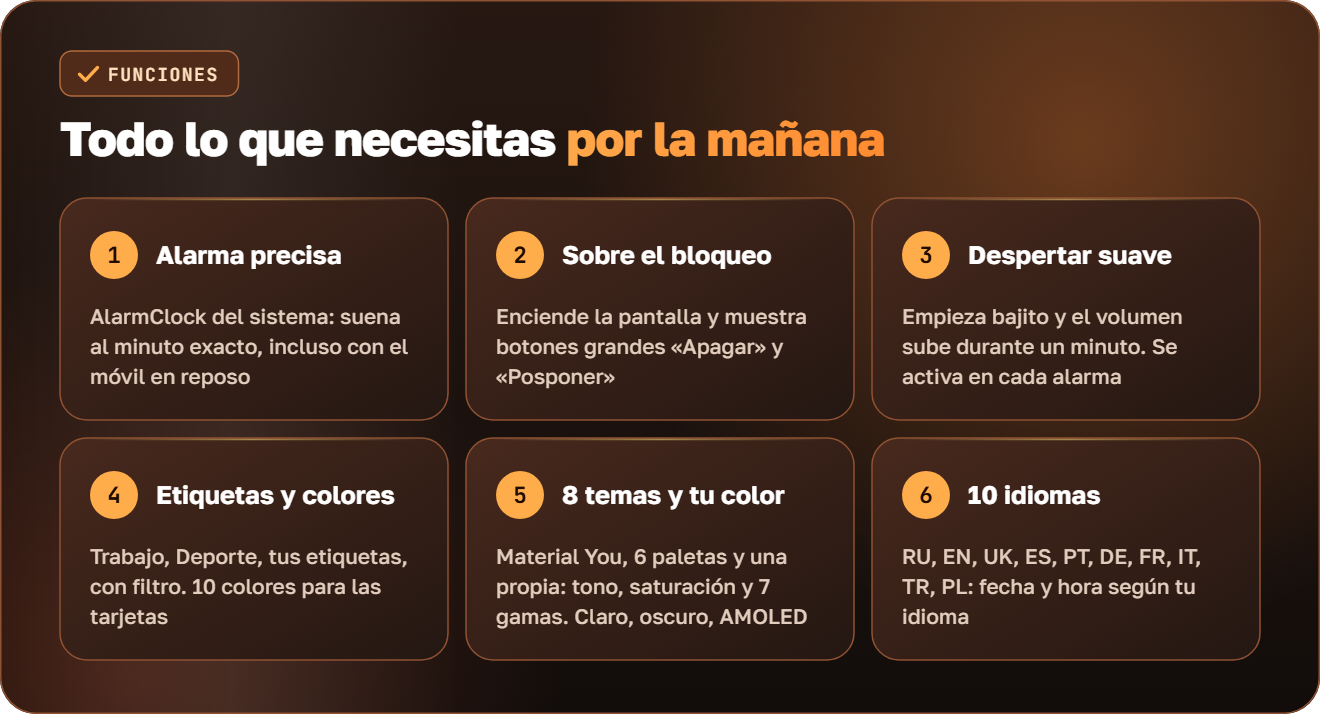 FUNCIONES
Todo lo que necesitas por la mañana
1 Alarma precisa
AlarmClock del sistema: suena
al minuto exacto, incluso con el
móvil en reposo
2 Sobre el bloqueo
Enciende la pantalla y muestra
botones grandes «Apagar» y
«Posponer»
3 Despertar suave
Empieza bajito y el volumen
sube durante un minuto. Se
activa en cada alarma
4 Etiquetas y colores
Trabajo, Deporte, tus etiquetas,
con filtro. 10 colores para las
tarjetas
5 8 temas y tu color
Material You, 6 paletas y una
propia: tono, saturación y 7
gamas. Claro, oscuro, AMOLED
6 10 idiomas
RU, EN, UK, ES, PT, DE, FR, IT,
TR, PL: fecha y hora según tu
idioma